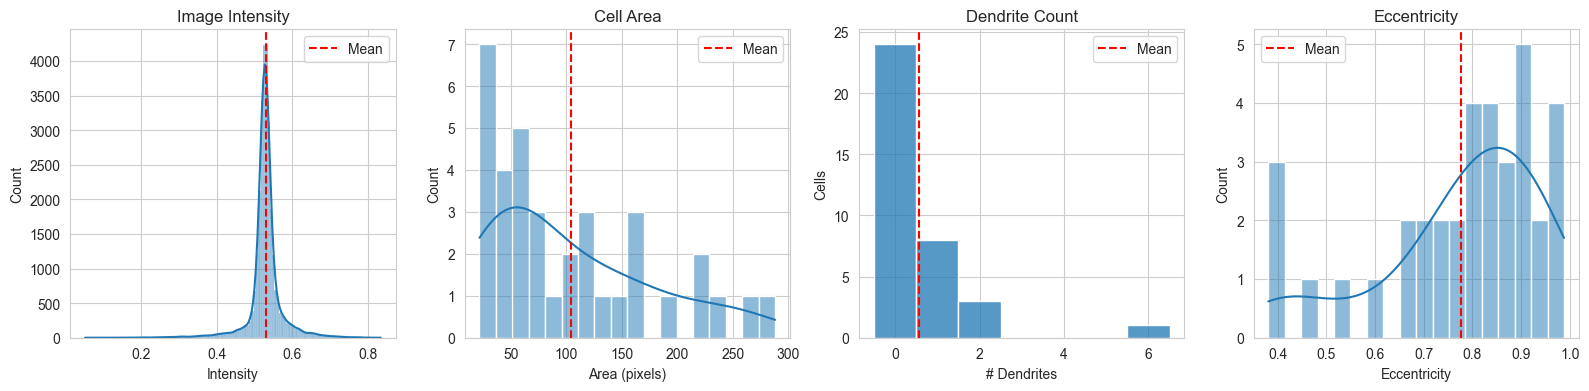 Image Intensity
Mean
4000
3500
3000
2500
2000
1500
1000
500
0
Count
0.2 0.4 0.6 0.8
Intensity
Cell Area
Mean
7
6
5
4
3
2
1
0
Count
50 100 150 200 250 300
Area (pixels)
Dendrite Count
Mean
25
20
15
10
5
0
Cells
0 2 4 6
# Dendrites
Eccentricity
Mean
5
4
3
2
1
0
Count
0.4 0.5 0.6 0.7 0.8 0.9 1.0
Eccentricity